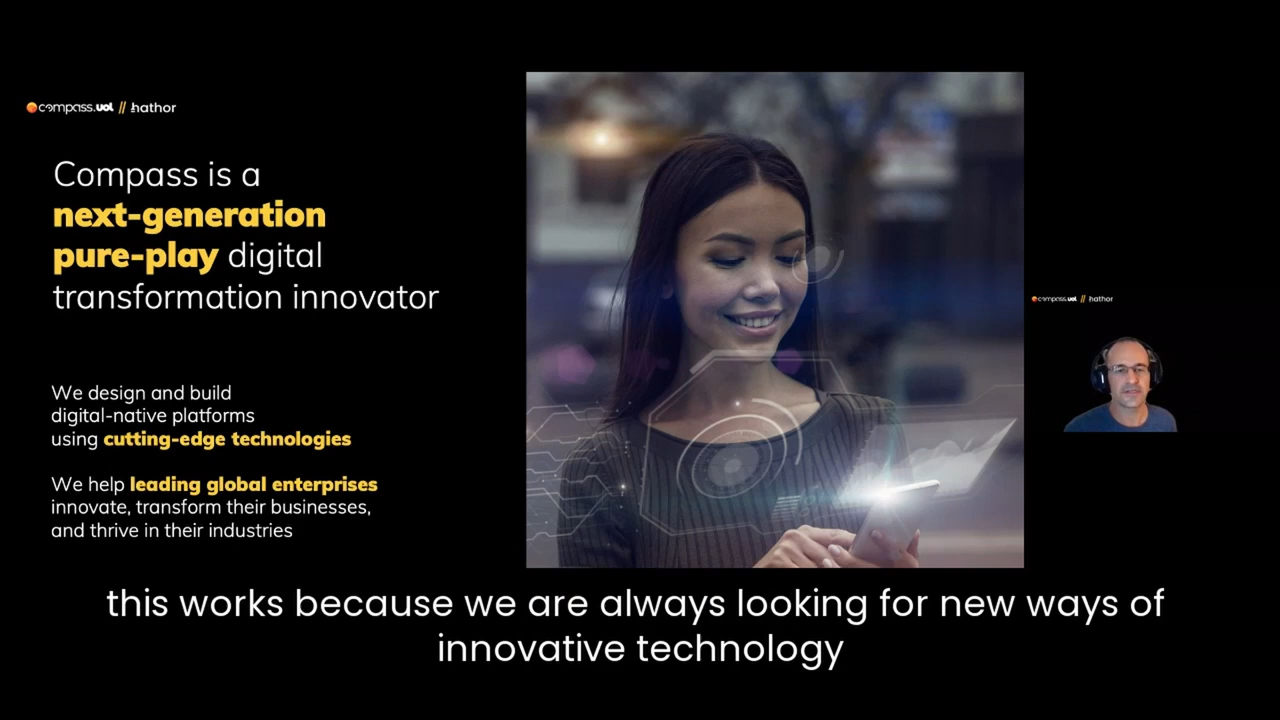 compass.uol // hathor
Compass is a
next-generation
pure-play digital
transformation innovator
We design and build
digital-native platforms
using cutting-edge technologies
We help leading global enterprises
innovate, transform their businesses,
and thrive in their industries
compass.uol // hathor
this works because we are always looking for new ways of
innovative technology